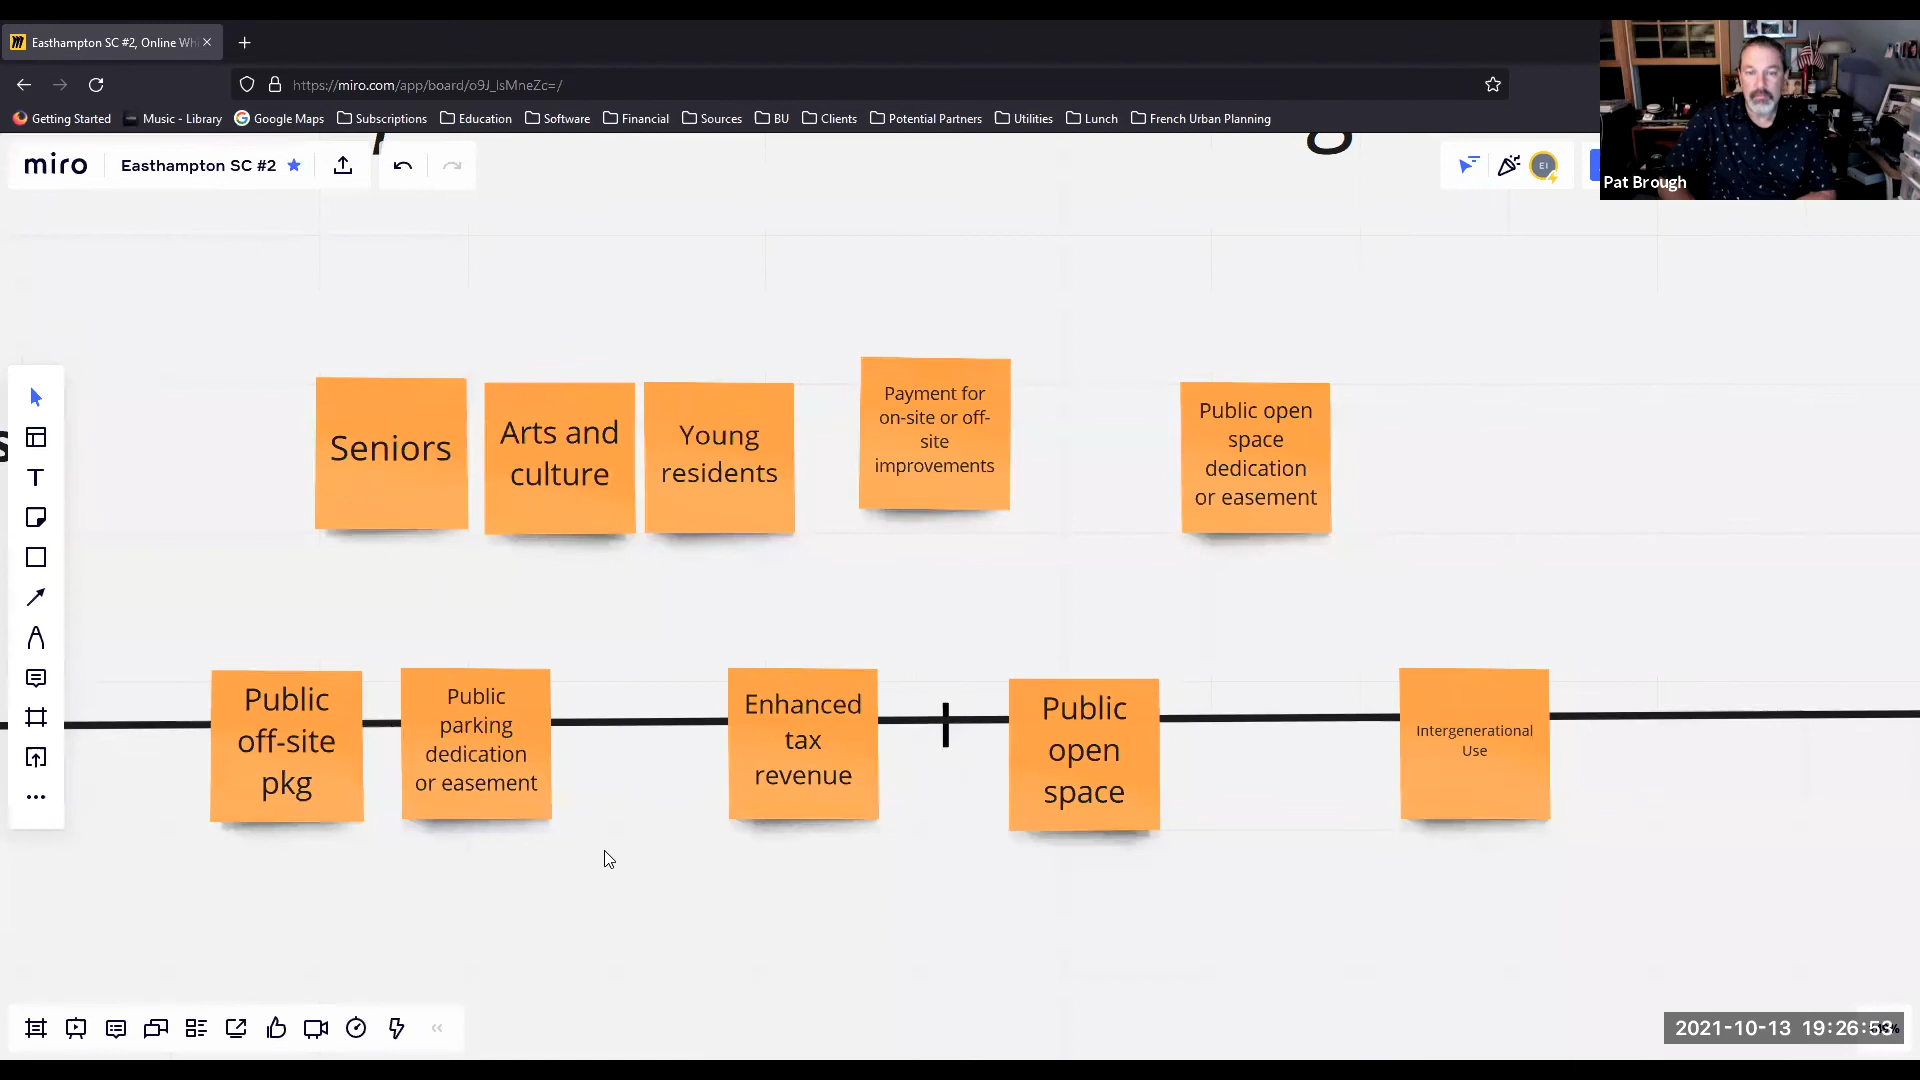 Easthampton SC #2, Online Wh
https://miro.com/app/board/o9J_lsMneZc=/
Getting Started
Music - Library
Google Maps
Subscriptions
Education
Software
Financial
Sources
BU
Clients
Potential Partners
Utilities
Lunch
French Urban Planning
miro
Easthampton SC #2
EI
Pat Brough
Seniors
Arts and
culture
Young
residents
Payment for
on-site or off-
site
improvements
Public open
space
dedication
or easement
Public
off-site
pkg
Public
parking
dedication
or easement
Enhanced
tax
revenue
Public
open
space
Intergenerational
Use
2021-10-13 19:26:53